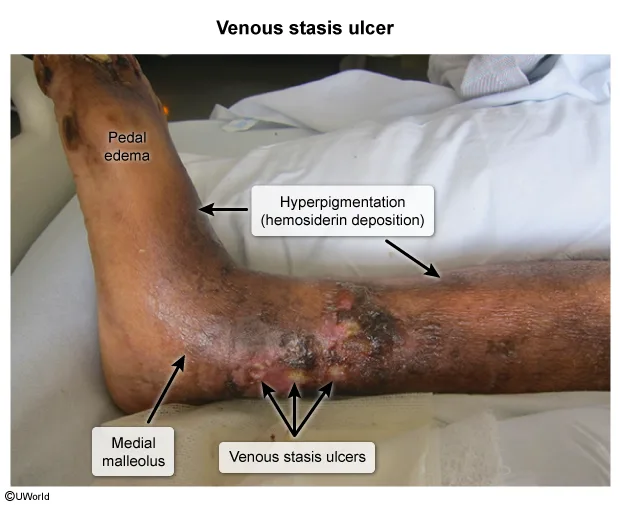 Venous stasis ulcer
Pedal
edema
Hyperpigmentation
(hemosiderin deposition)
Medial
malleolus
Venous stasis ulcers
©UWorld